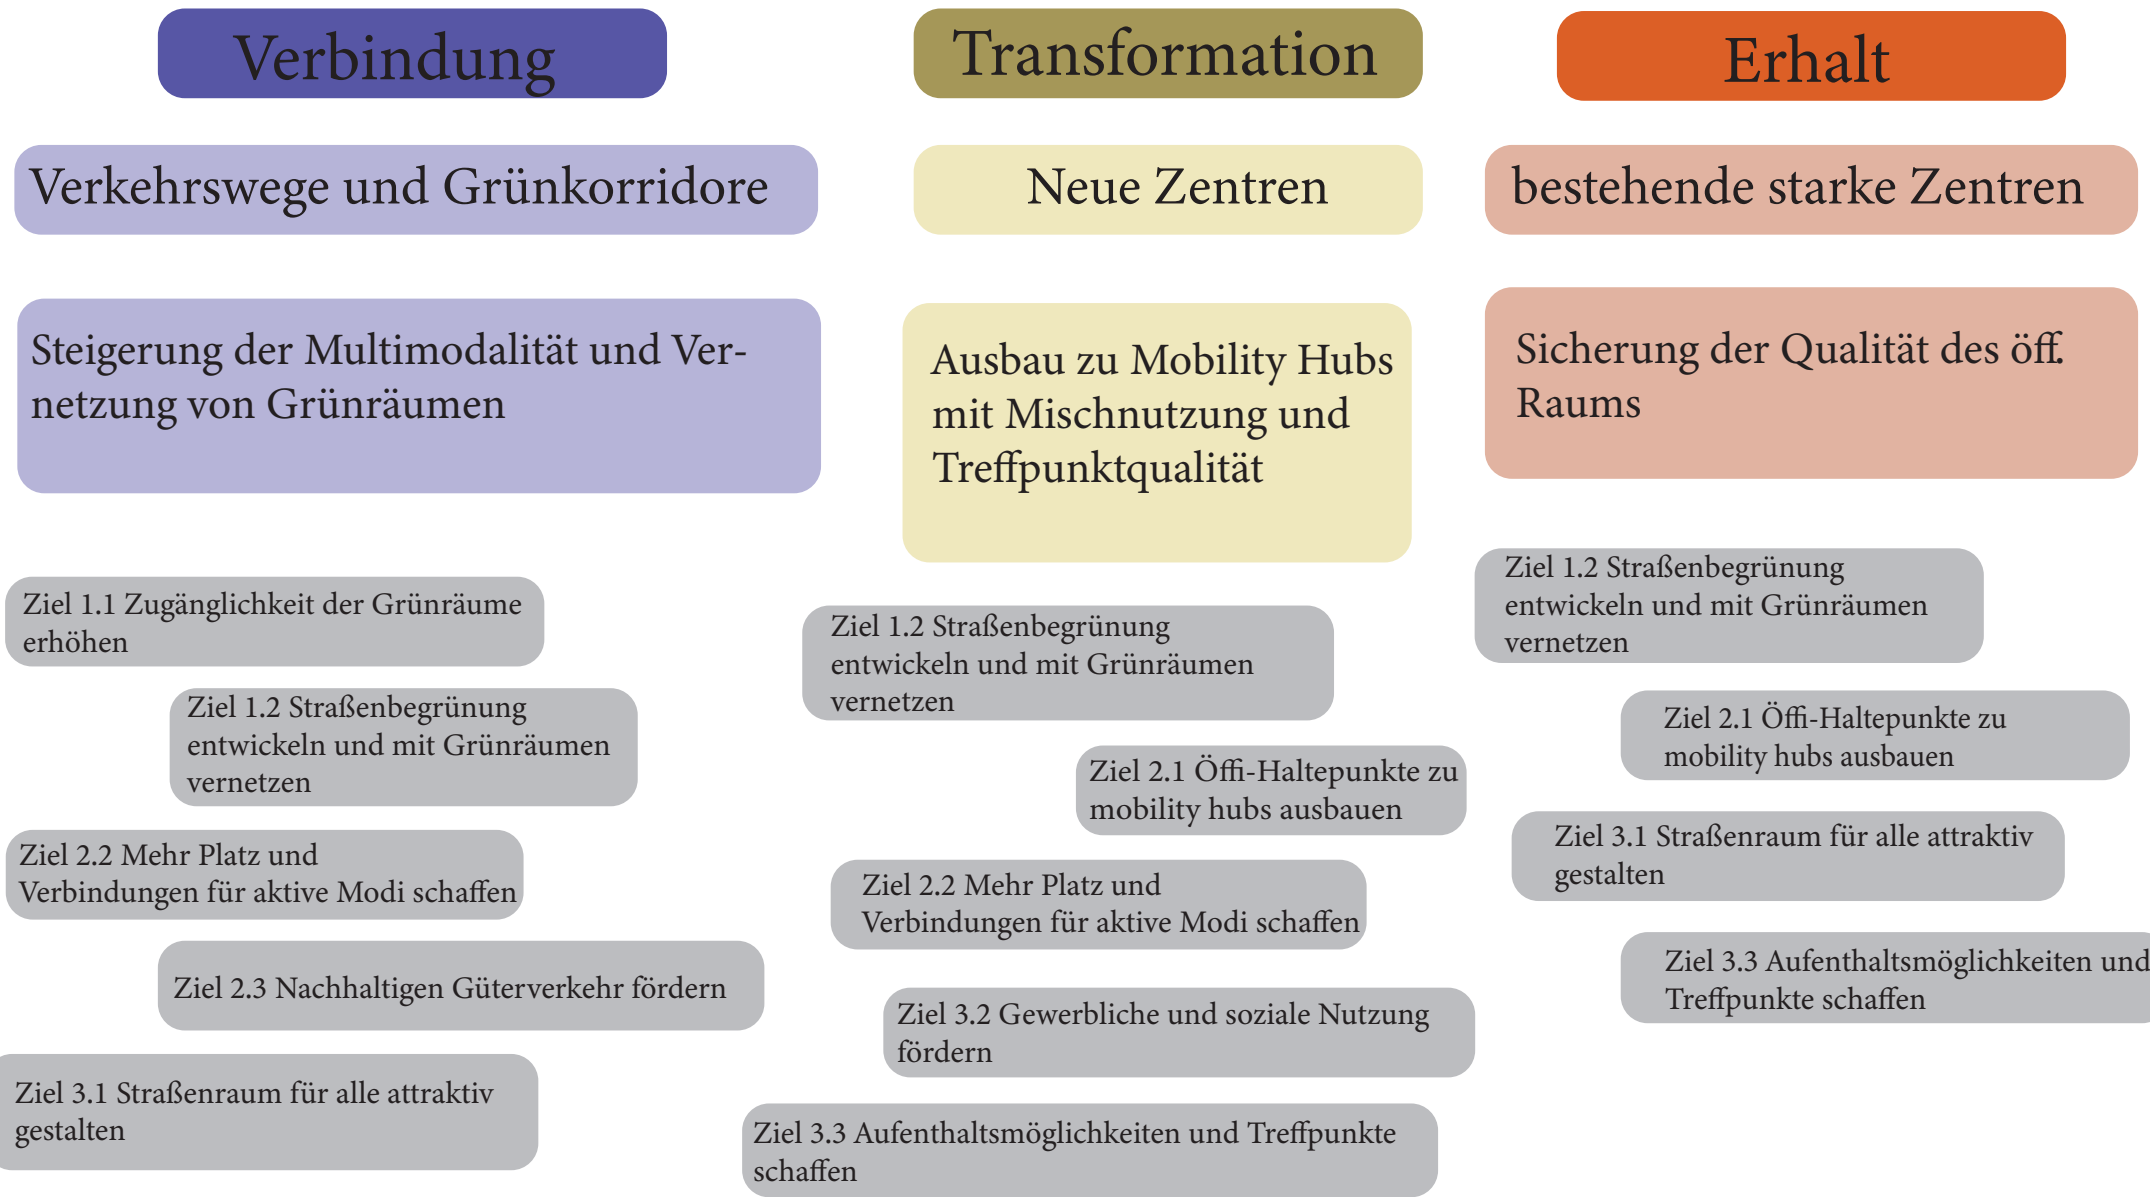 Verbindung
Verkehrswege und Grünkorridore
Steigerung der Multimodalität und Ver-
netzung von Grünräumen
Ziel 1.1 Zugänglichkeit der Grünräume
erhöhen
Ziel 1.2 Straßenbegrünung
entwickeln und mit Grünräumen
vernetzen
Ziel 2.2 Mehr Platz und
Verbindungen für aktive Modi schaffen
Ziel 2.3 Nachhaltigen Güterverkehr fördern
Ziel 3.1 Straßenraum für alle attraktiv
gestalten
Transformation
Neue Zentren
Ausbau zu Mobility Hubs
mit Mischnutzung und
Treffpunktqualität
Ziel 1.2 Straßenbegrünung
entwickeln und mit Grünräumen
vernetzen
Ziel 2.1 Öffi-Haltepunkte zu
mobility hubs ausbauen
Ziel 2.2 Mehr Platz und
Verbindungen für aktive Modi schaffen
Ziel 3.2 Gewerbliche und soziale Nutzung
fördern
Ziel 3.3 Aufenthaltsmöglichkeiten und Treffpunkte
schaffen
Erhalt
bestehende starke Zentren
Sicherung der Qualität des öff.
Raums
Ziel 1.2 Straßenbegrünung
entwickeln und mit Grünräumen
vernetzen
Ziel 2.1 Öffi-Haltepunkte zu
mobility hubs ausbauen
Ziel 3.1 Straßenraum für alle attraktiv
gestalten
Ziel 3.3 Aufenthaltsmöglichkeiten und
Treffpunkte schaffen